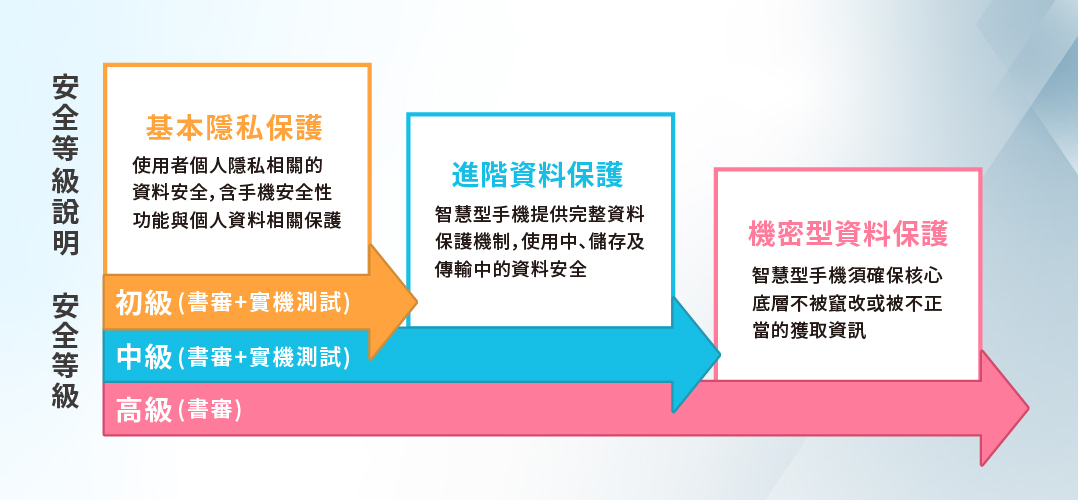 安全等級說明
基本隱私保護
使用者個人隱私相關的
資料安全,含手機安全性
功能與個人資料相關保護
進階資料保護
智慧型手機提供完整資料
保護機制,使用中、儲存及
傳輸中的資料安全
機密型資料保護
智慧型手機須確保核心
底層不被竄改或被不正
當的獲取資訊
安全等級
初級(書審+實機測試)
中級(書審+實機測試)
高級(書審)